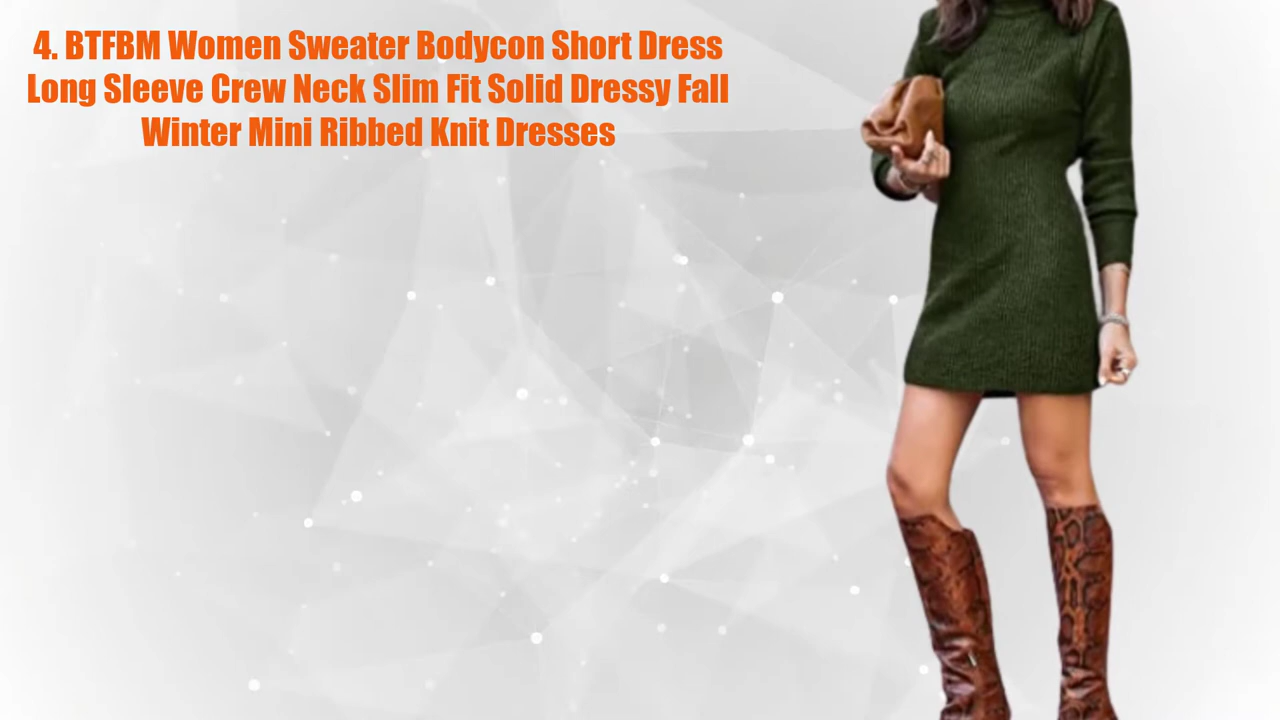 4. BTFBM Women Sweater Bodycon Short Dress
Long Sleeve Crew Neck Slim Fit Solid Dressy Fall
Winter Mini Ribbed Knit Dresses